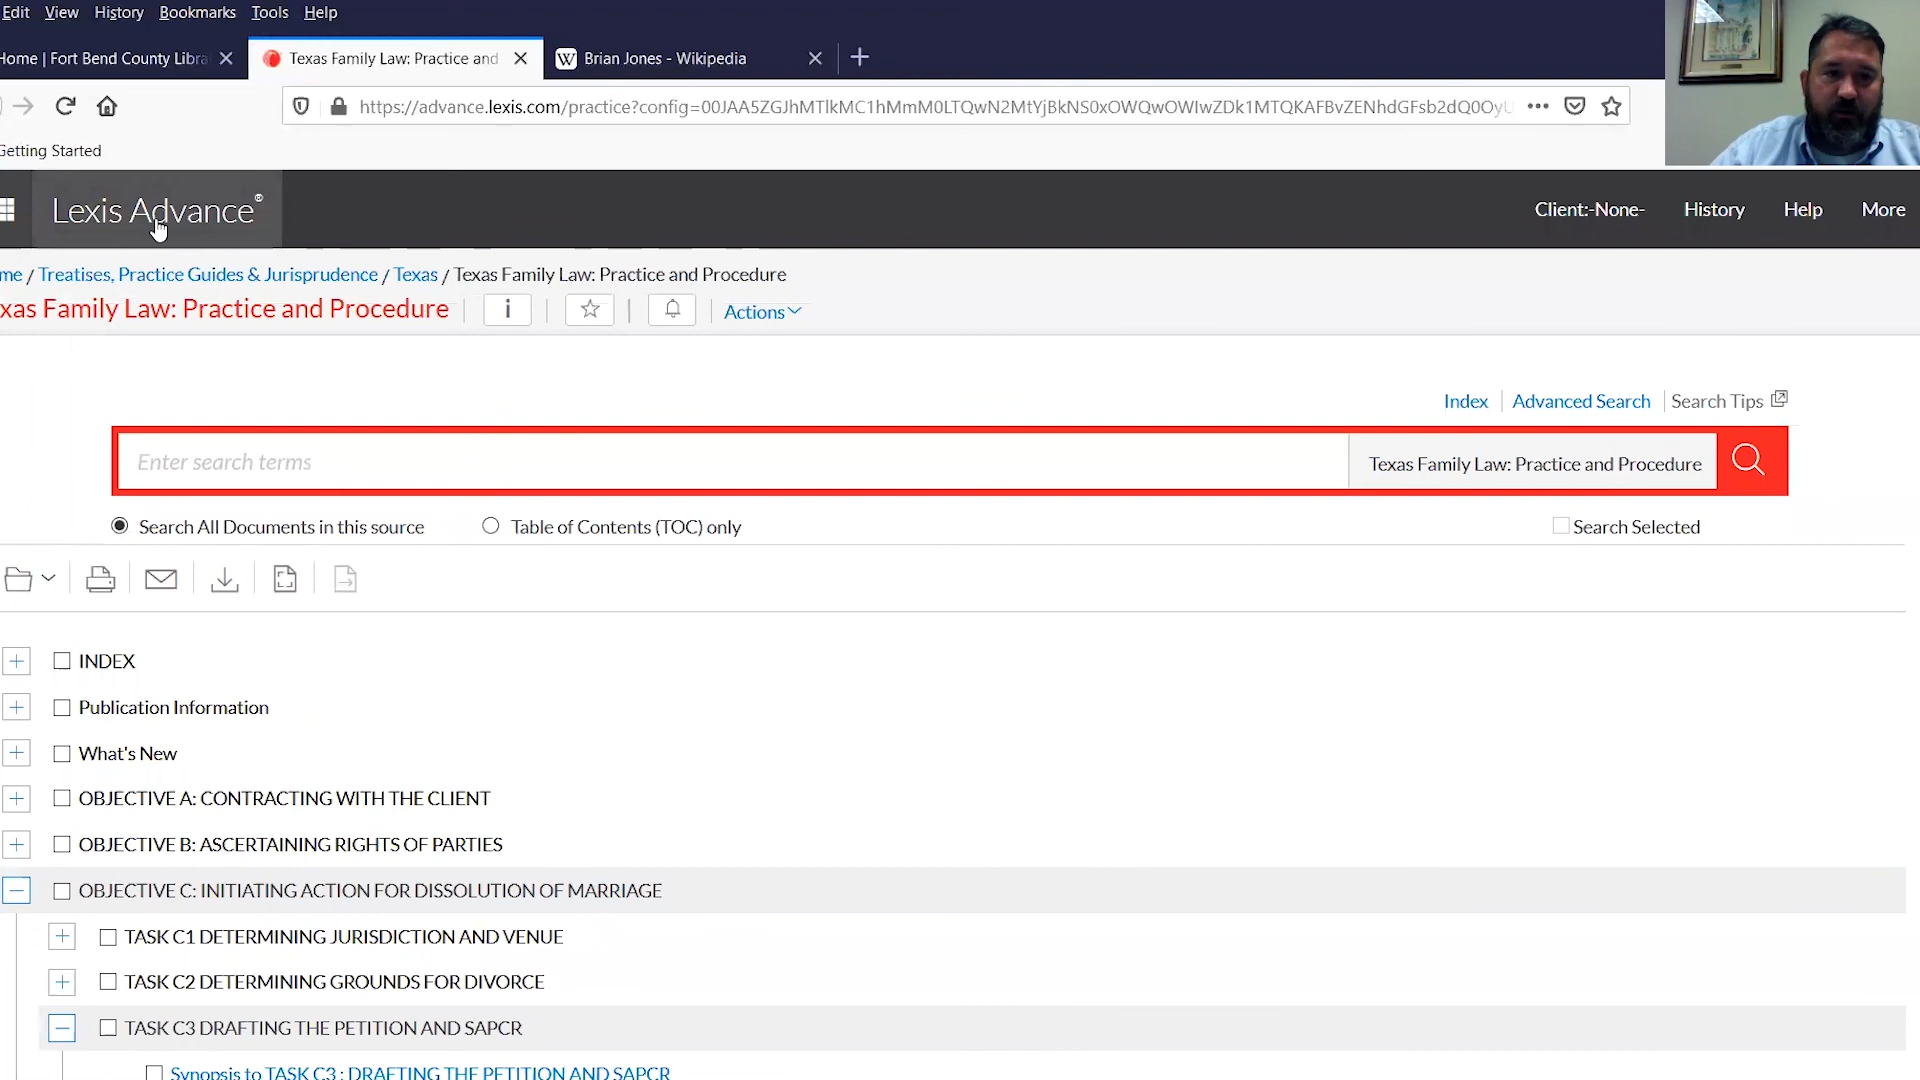 Edit View History Bookmarks Tools Help
Home | Fort Bend County Libra Texas Family Law: Practice and Brian Jones - Wikipedia
https://advance.lexis.com/practice?config=00JAA5ZGJhMTlkMC1hMmM0LTQwN2MtYjBkNS0xOWQwOWIwZDk1MTQKAFBvZENhdGFsb2dQ0OyU
Getting Started
Lexis Advance® Client:-None- History Help More
me / Treatises, Practice Guides & Jurisprudence / Texas / Texas Family Law: Practice and Procedure
xas Family Law: Practice and Procedure i Actions
Index Advanced Search Search Tips
Enter search terms Texas Family Law: Practice and Procedure
Search All Documents in this source Table of Contents (TOC) only Search Selected
INDEX
Publication Information
What's New
OBJECTIVE A: CONTRACTING WITH THE CLIENT
OBJECTIVE B: ASCERTAINING RIGHTS OF PARTIES
OBJECTIVE C: INITIATING ACTION FOR DISSOLUTION OF MARRIAGE
TASK C1 DETERMINING JURISDICTION AND VENUE
TASK C2 DETERMINING GROUNDS FOR DIVORCE
TASK C3 DRAFTING THE PETITION AND SAPCR
Synopsis to TASK C3 : DRAFTING THE PETITION AND SAPCR